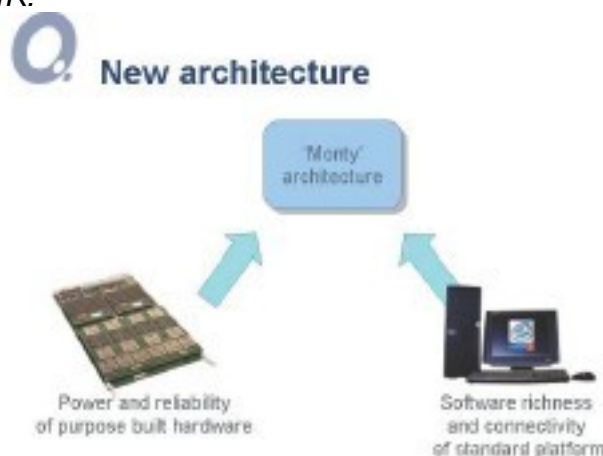 New architecture
'Monty'
architecture
Power and reliability
of purpose built hardware
Software richness
and connectivity
of standard platform